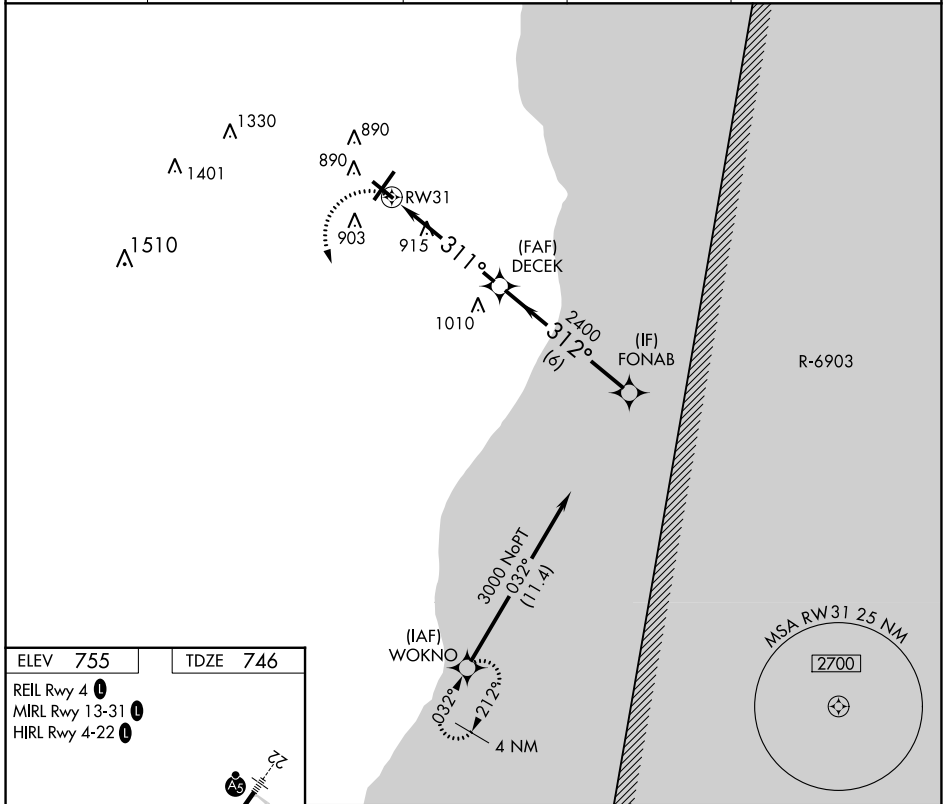 1330
890
890
1401
RW31
903
915
1510
311°
(FAF)
DECEK
1010
2400
312°
(6)
(IF)
FONAB
R-6903
3000 NoPT
032°
(11.4)
(IAF)
WOKNO
032°
212°
4 NM
MSA RW31 25 NM
2700
ELEV 755
TDZE 746
REIL Rwy 4 L
MIRL Rwy 13-31 L
HIRL Rwy 4-22 L
22
A5